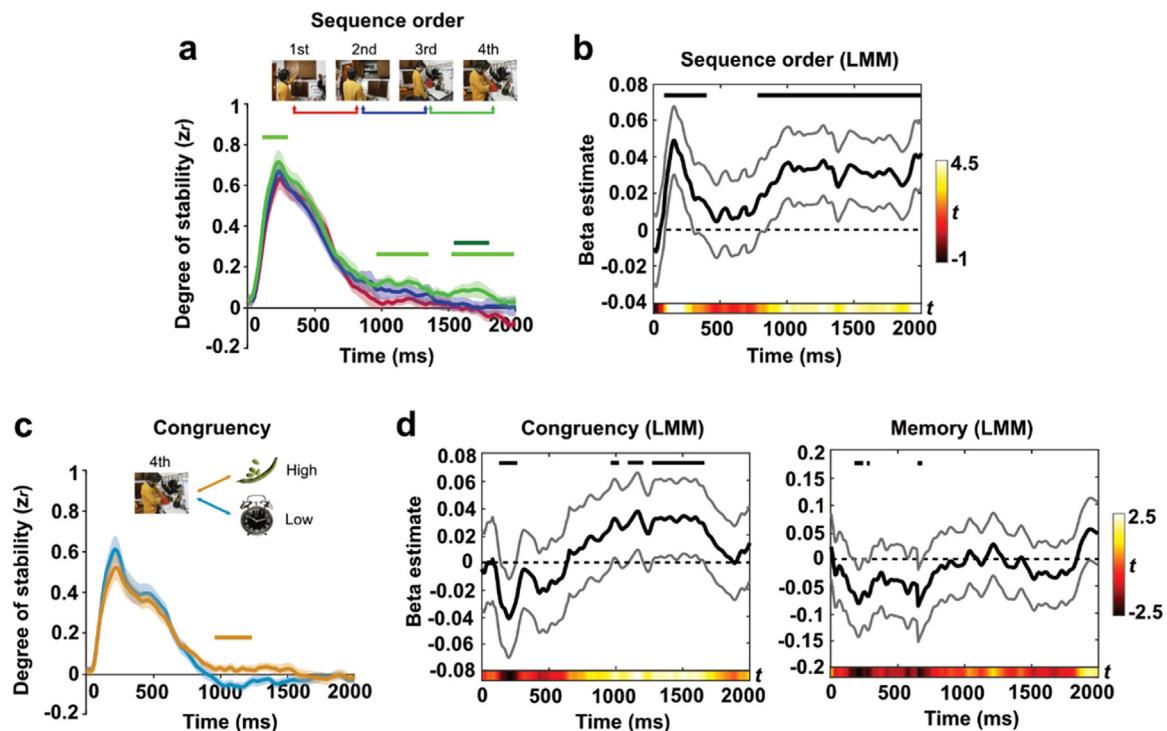 a
Sequence order
1st 2nd 3rd 4th
Degree of stability (zr)
1
0.8
0.6
0.4
0.2
0
-0.2
0 500 1000 1500 2000
Time (ms)
b
Sequence order (LMM)
Beta estimate
0.08
0.06
0.04
0.02
0
-0.02
-0.04
0 500 1000 1500 2000 t
Time (ms)
4.5
t
-1
c
Congruency
4th
High
Low
Degree of stability (zr)
1
0.8
0.6
0.4
0.2
0
0.2
0 500 1000 1500 2000
Time (ms)
d
Congruency (LMM)
Beta estimate
0.08
0.06
0.04
0.02
0
0.02
0.04
0.06
0.08
0 500 1000 1500 2000 t
Time (ms)
Memory (LMM)
0.2
0.15
0.1
0.05
0
-0.05
-0.1
-0.15
-0.2
0 500 1000 1500 2000 t
Time (ms)
2.5
t
-2.5